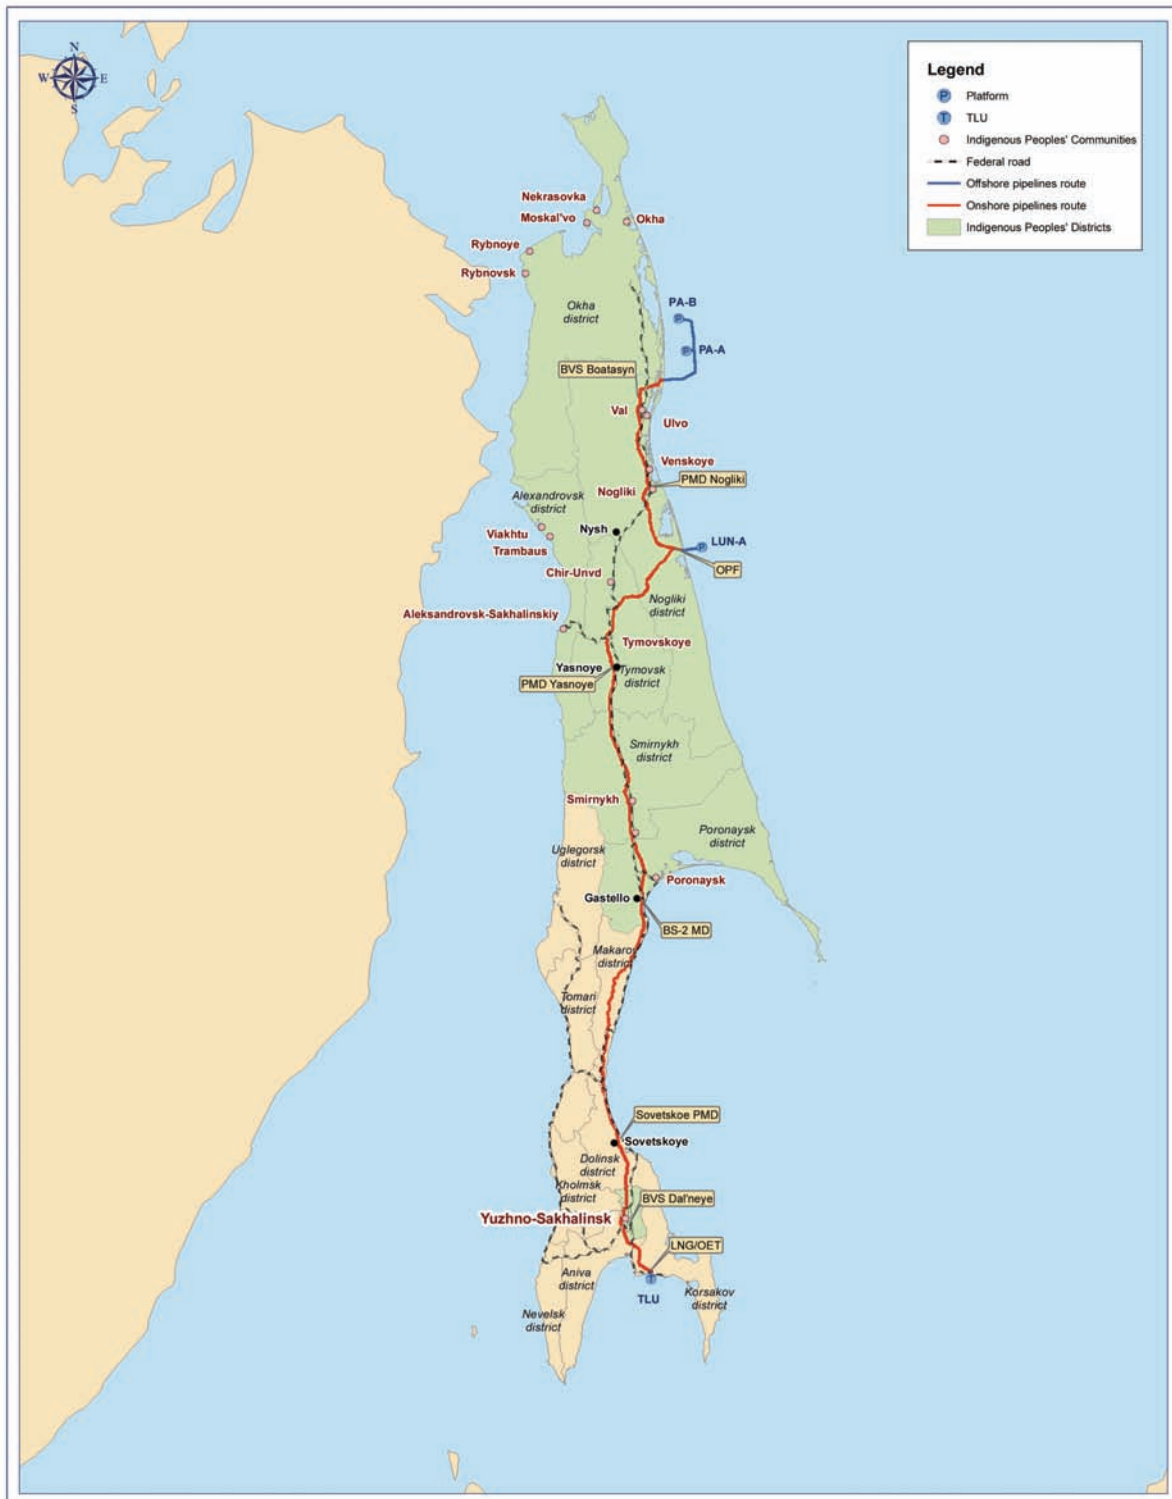 N
W
E
S
Legend
P Platform
T TLU
Indigenous Peoples' Communities
Federal road
Offshore pipelines route
Onshore pipelines route
Indigenous Peoples' Districts
Nekrasovka
Moskal'vo
Okha
Rybnoye
Rybnovsk
Okha
district
PA-B
P
P PA-A
BVS Boatasyn
Val
Ulvo
Venskoye
PMD Nogliki
Nogliki
Alexandrovsk
district
Nysh
Viakhtu
Trambaus
P LUN-A
OPF
Chir-Unvd
Nogliki
district
Aleksandrovsk-Sakhalinskiy
Tymovskoye
Yasnoye
Tymovsk
district
PMD Yasnoye
Smirnykh
district
Smirnykh
Poronaysk
district
Uglegorsk
district
Poronaysk
Gastello
BS-2 MD
Makarov
district
Tomari
district
Sovetskoe PMD
Sovetskoye
Dolinsk
district
Kholmsk
district
BVS Dal'neye
Yuzhno-Sakhalinsk
LNG/OET
Aniva
district
T
TLU
Korsakov
district
Nevelsk
district